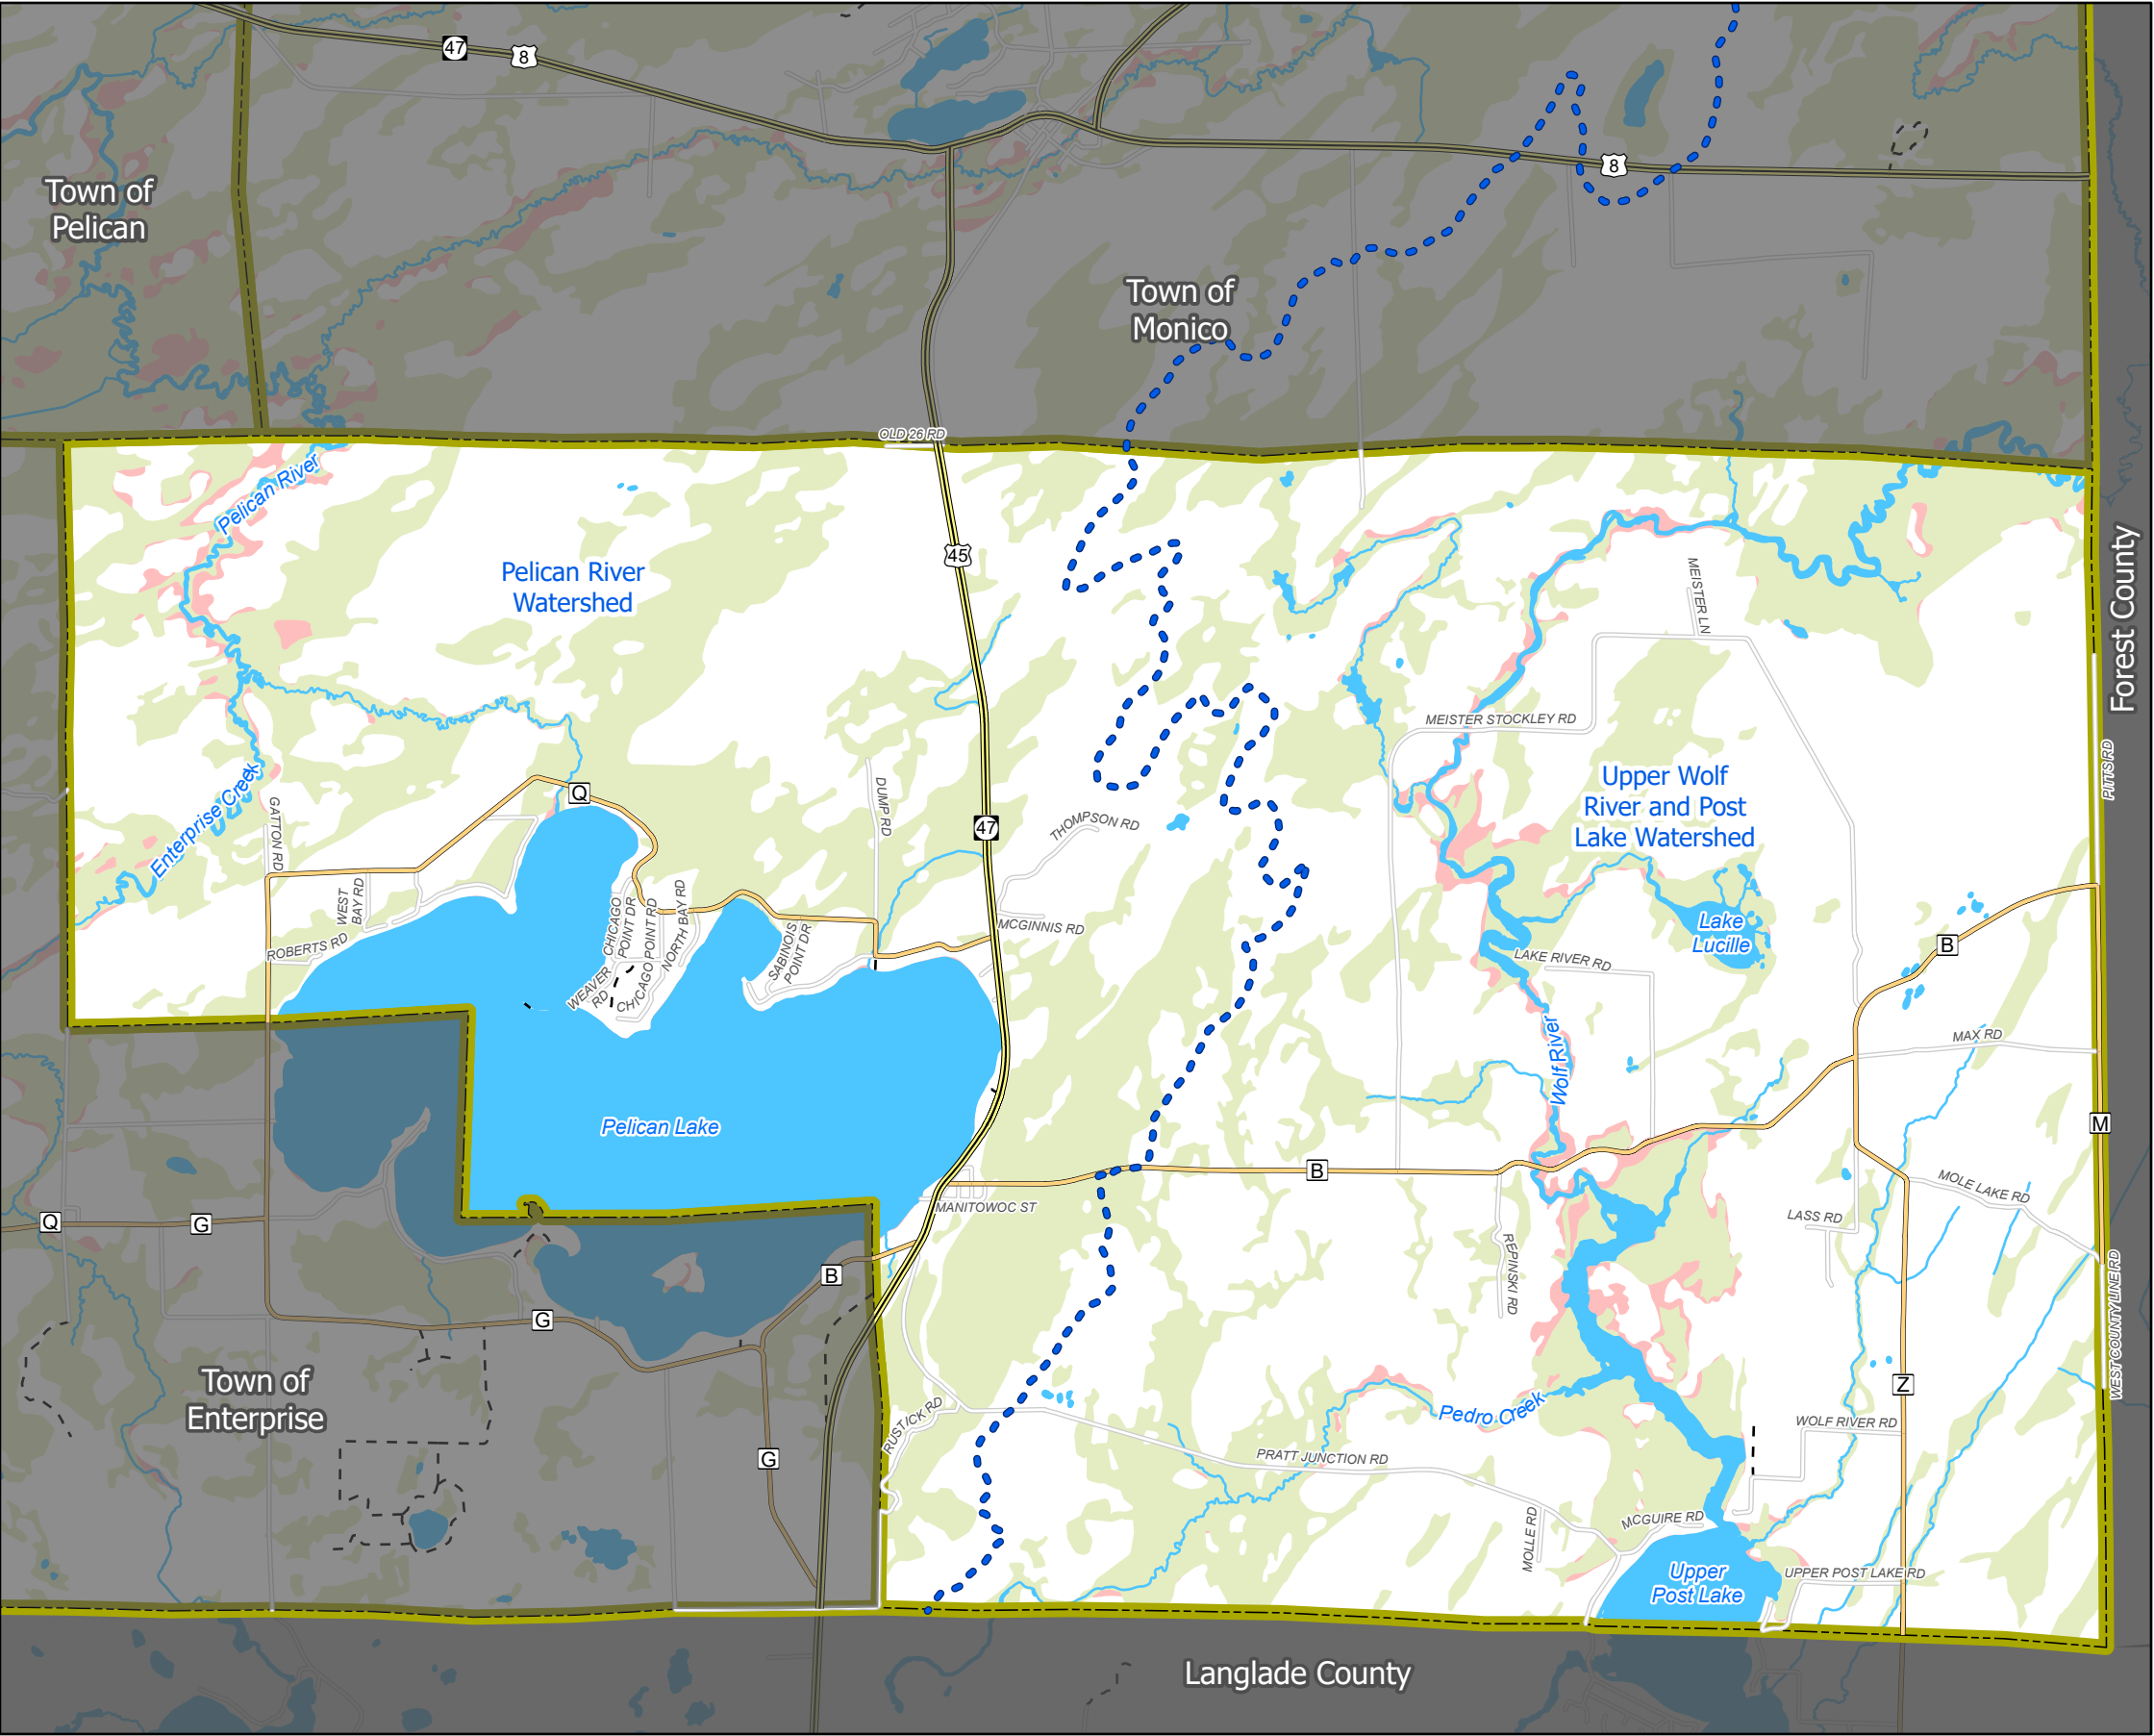 47
8
8
Town of
Pelican
Town of
Monico
OLD 26 RD
Pelican River
45
Pelican River
Watershed
Forest County
MEISTER LN
MEISTER STOCKLEY RD
PITTS RD
Upper Wolf
River and Post
Lake Watershed
Enterprise Creek
GATTON RD
Q
DUMP RD
47
THOMPSON RD
WEST
BAY RD
CHICAGO
POINT DR
CHICAGO POINT RD
NORTH BAY RD
SABINOIS
POINT DR
MCGINNIS RD
Lake
Lucille
B
ROBERTS RD
WEAVER
RD
LAKE RIVER RD
Wolf River
MAX RD
Pelican Lake
M
B
MOLE LAKE RD
MANITOWOC ST
LASS RD
Q
G
REPINSKI RD
B
G
WEST COUNTY LINE RD
Town of
Enterprise
Z
RUSTICK RD
Pedro Creek
WOLF RIVER RD
G
PRATT JUNCTION RD
MOLLE RD
MCGUIRE RD
Upper
Post Lake
UPPER POST LAKE RD
Langlade County